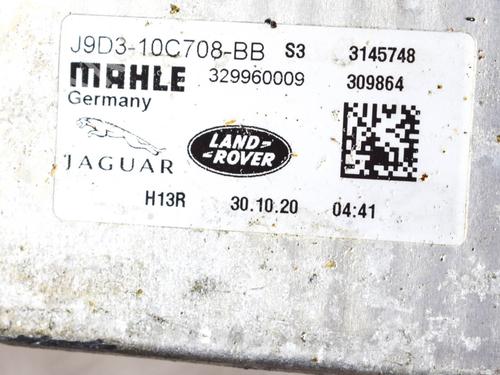 J9D3-10C708-BB S3 3145748
MAHLE 329960009 309864
Germany
JAGUAR LAND-ROVER
H13R 30.10.20 04:41